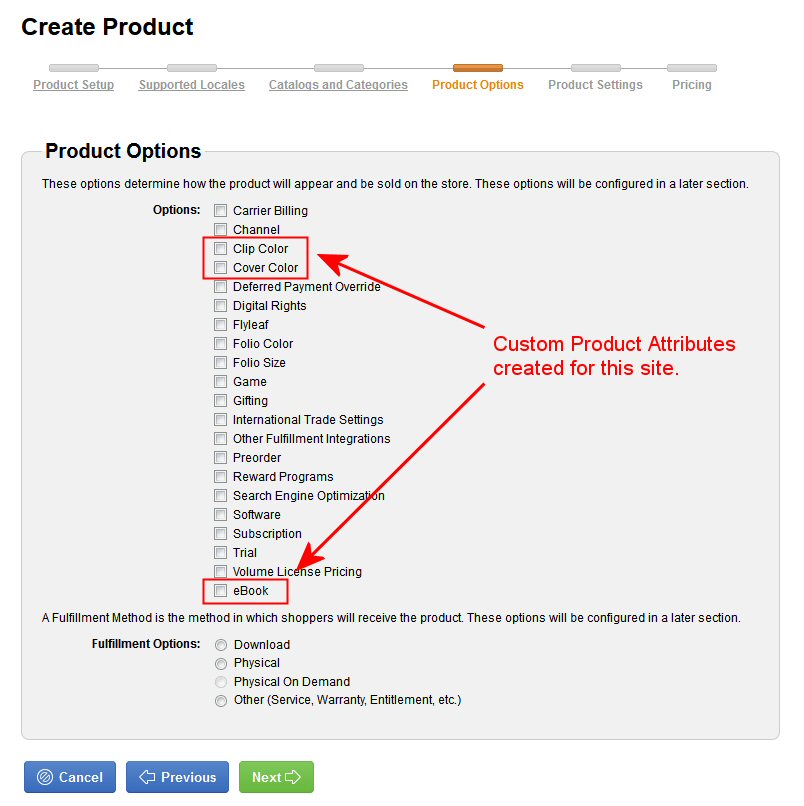 Create Product
Product Setup
Supported Locales
Catalogs and Categories
Product Options
Product Settings
Pricing
Product Options
These options determine how the product will appear and be sold on the store. These options will be configured in a later section.
Options:
Carrier Billing
Channel
Clip Color
Cover Color
Deferred Payment Override
Digital Rights
Flyleaf
Folio Color
Folio Size
Game
Gifting
International Trade Settings
Other Fulfillment Integrations
Preorder
Reward Programs
Search Engine Optimization
Software
Subscription
Trial
Volume License Pricing
eBook
Custom Product Attributes
created for this site.
A Fulfillment Method is the method in which shoppers will receive the product. These options will be configured in a later section.
Fulfillment Options:
Download
Physical
Physical On Demand
Other (Service, Warranty, Entitlement, etc.)
Cancel
Previous
Next